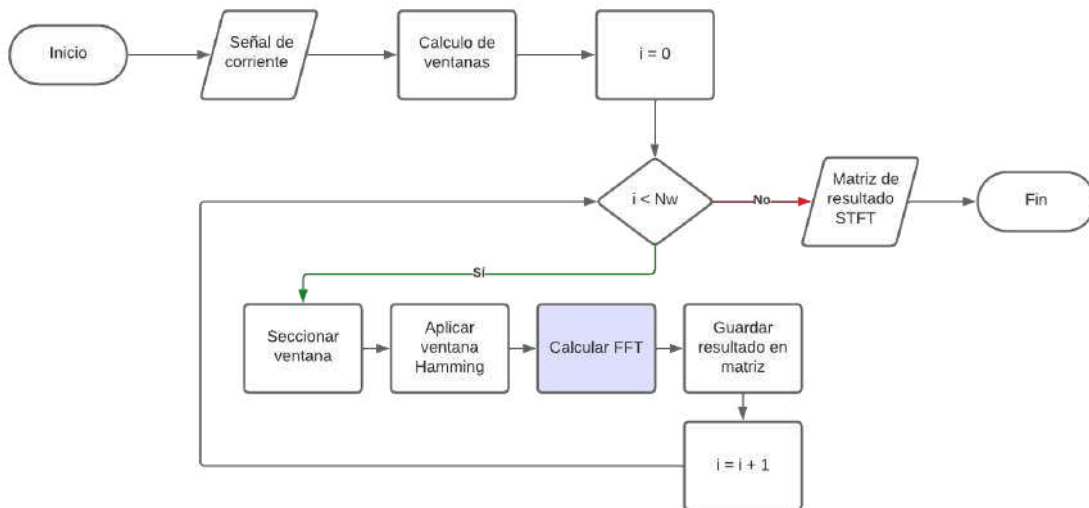 Inicio
Señal de
corriente
Calculo de
ventanas
i = 0
i < Nw
No
Matriz de
resultado
STFT
Fin
Sí
Seccionar
ventana
Aplicar
ventana
Hamming
Calcular FFT
Guardar
resultado en
matriz
i = i + 1